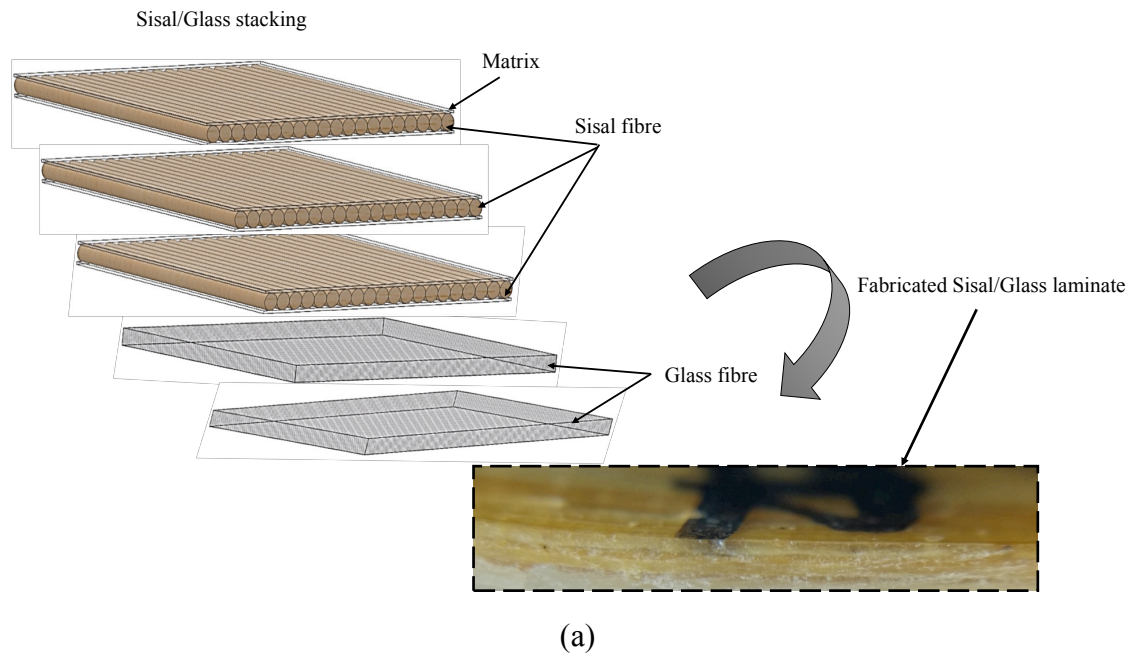 Sisal/Glass stacking
Matrix
Sisal fibre
Fabricated Sisal/Glass laminate
Glass fibre
(a)